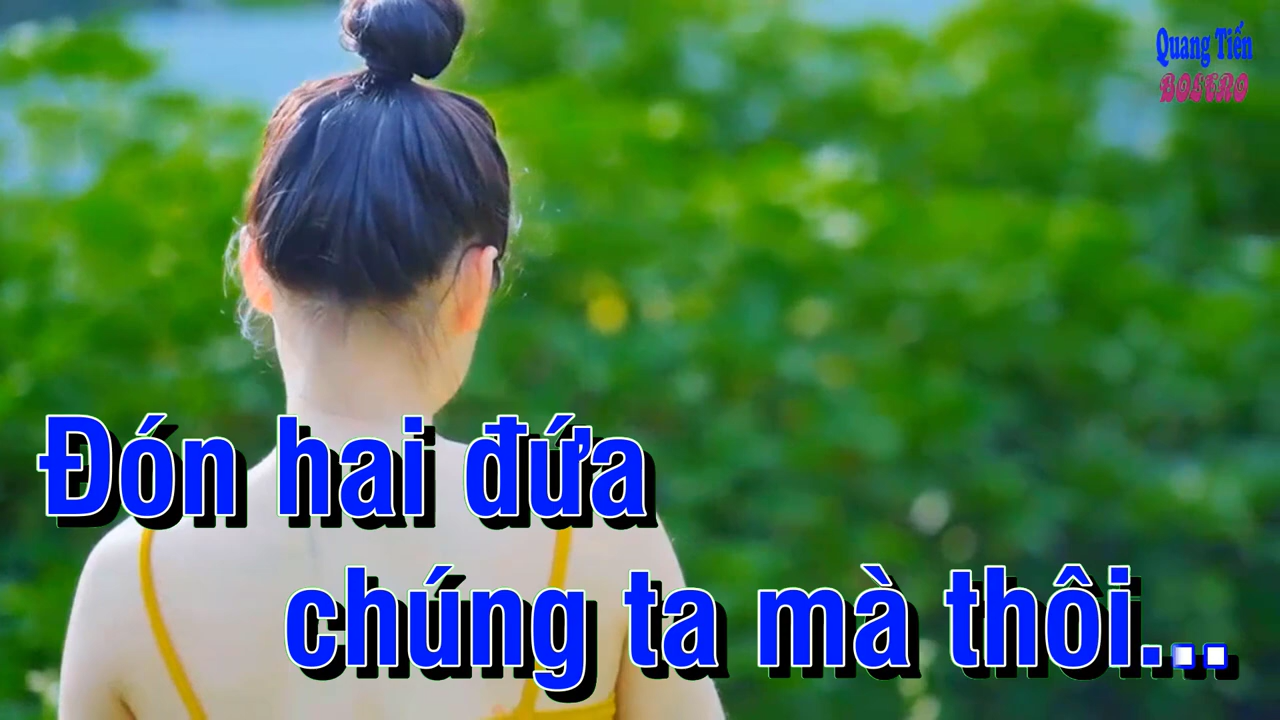 Quang Tiến
BOLERO
Đón hai đứa
chúng ta mà thôi...